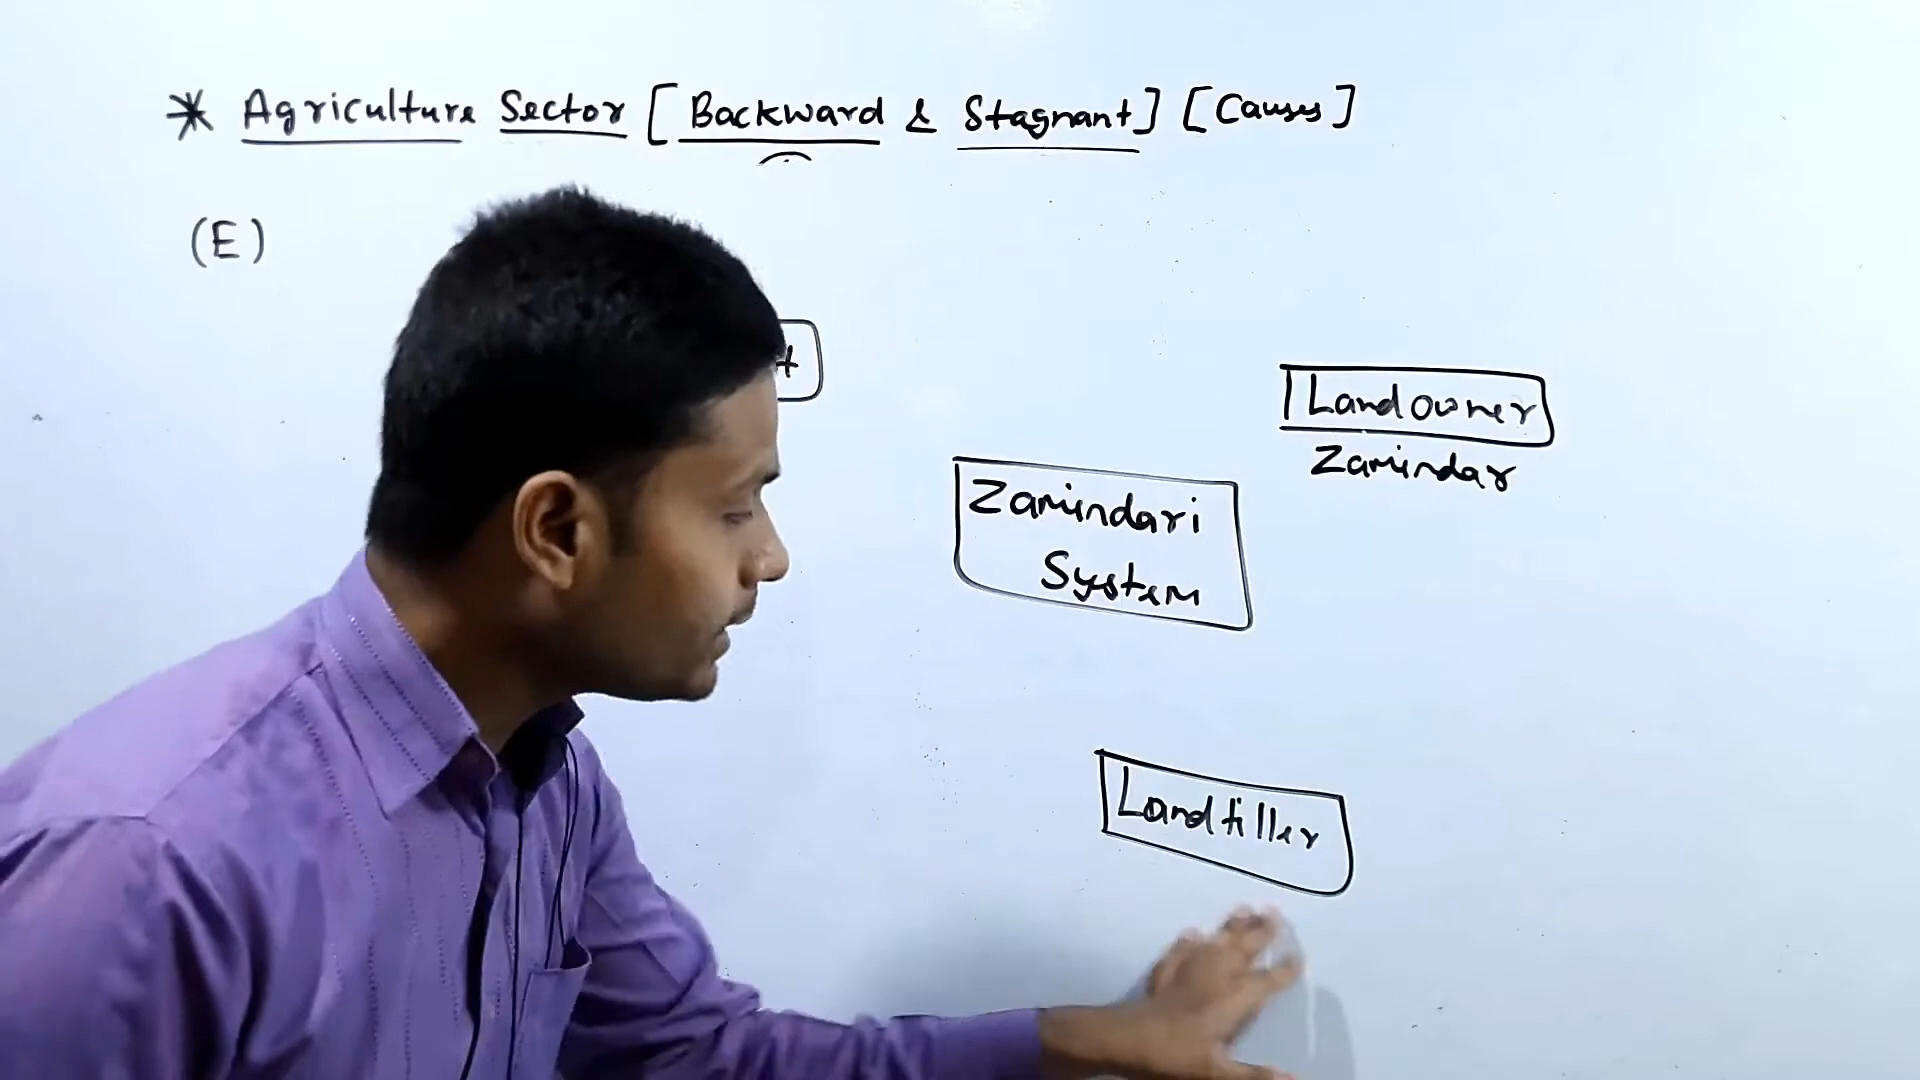 * Agriculture Sector [Backward & Stagnant] [Causes]
(E)
Landowner
Zamindar
Zamindari
System
Landtiller